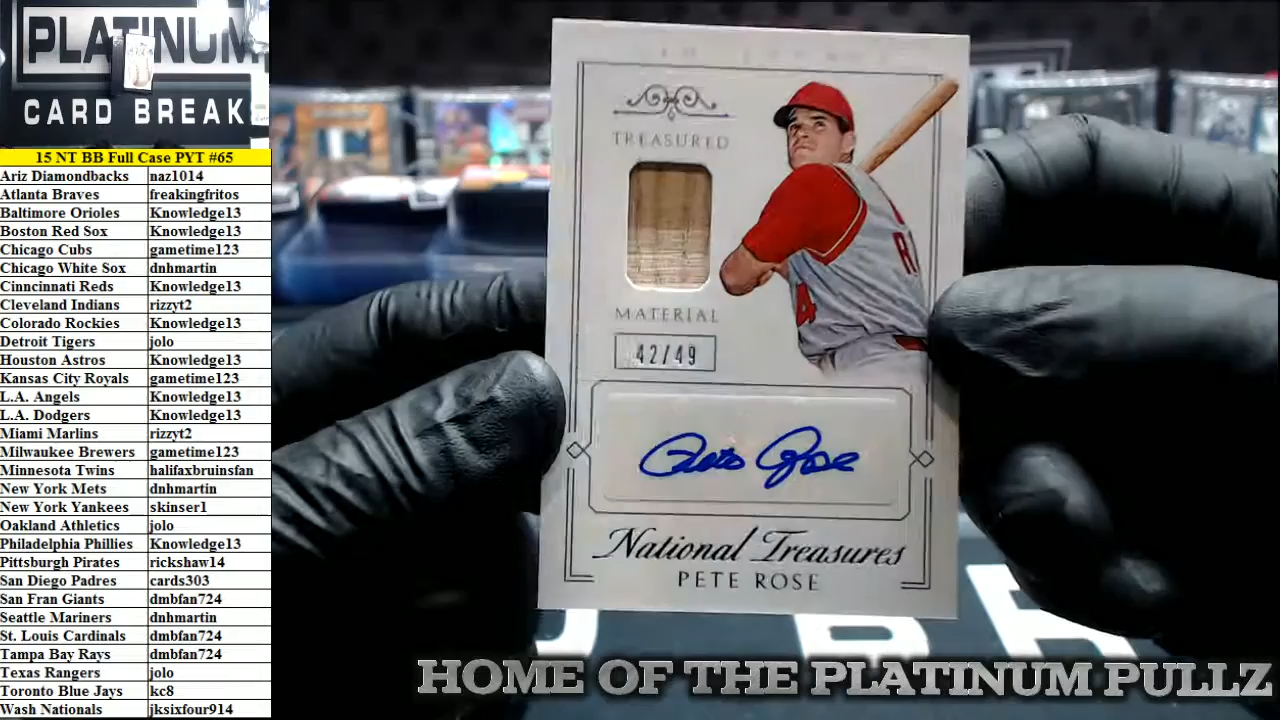 PLATINUM
CARD BREAK
15 NT BB Full Case PYT #65
Ariz Diamondbacks naz1014
Atlanta Braves freakingfritos
Baltimore Orioles Knowledge13
Boston Red Sox Knowledge13
Chicago Cubs gametime123
Chicago White Sox dnhmartin
Cinncinnati Reds Knowledge13
Cleveland Indians rizzyt2
Colorado Rockies Knowledge13
Detroit Tigers jolo
Houston Astros Knowledge13
Kansas City Royals gametime123
L.A. Angels Knowledge13
L.A. Dodgers Knowledge13
Miami Marlins rizzyt2
Milwaukee Brewers gametime123
Minnesota Twins halifaxbruinsfan
New York Mets dnhmartin
New York Yankees skinser1
Oakland Athletics jolo
Philadelphia Phillies Knowledge13
Pittsburgh Pirates rickshaw14
San Diego Padres cards303
San Fran Giants dmbfan724
Seattle Mariners dnhmartin
St. Louis Cardinals dmbfan724
Tampa Bay Rays dmbfan724
Texas Rangers jolo
Toronto Blue Jays kc8
Wash Nationals jksixfour914
TREASURED
MATERIAL
42/49
Pete Rose
National Treasures
PETE ROSE
HOME OF THE PLATINUM PULLZ